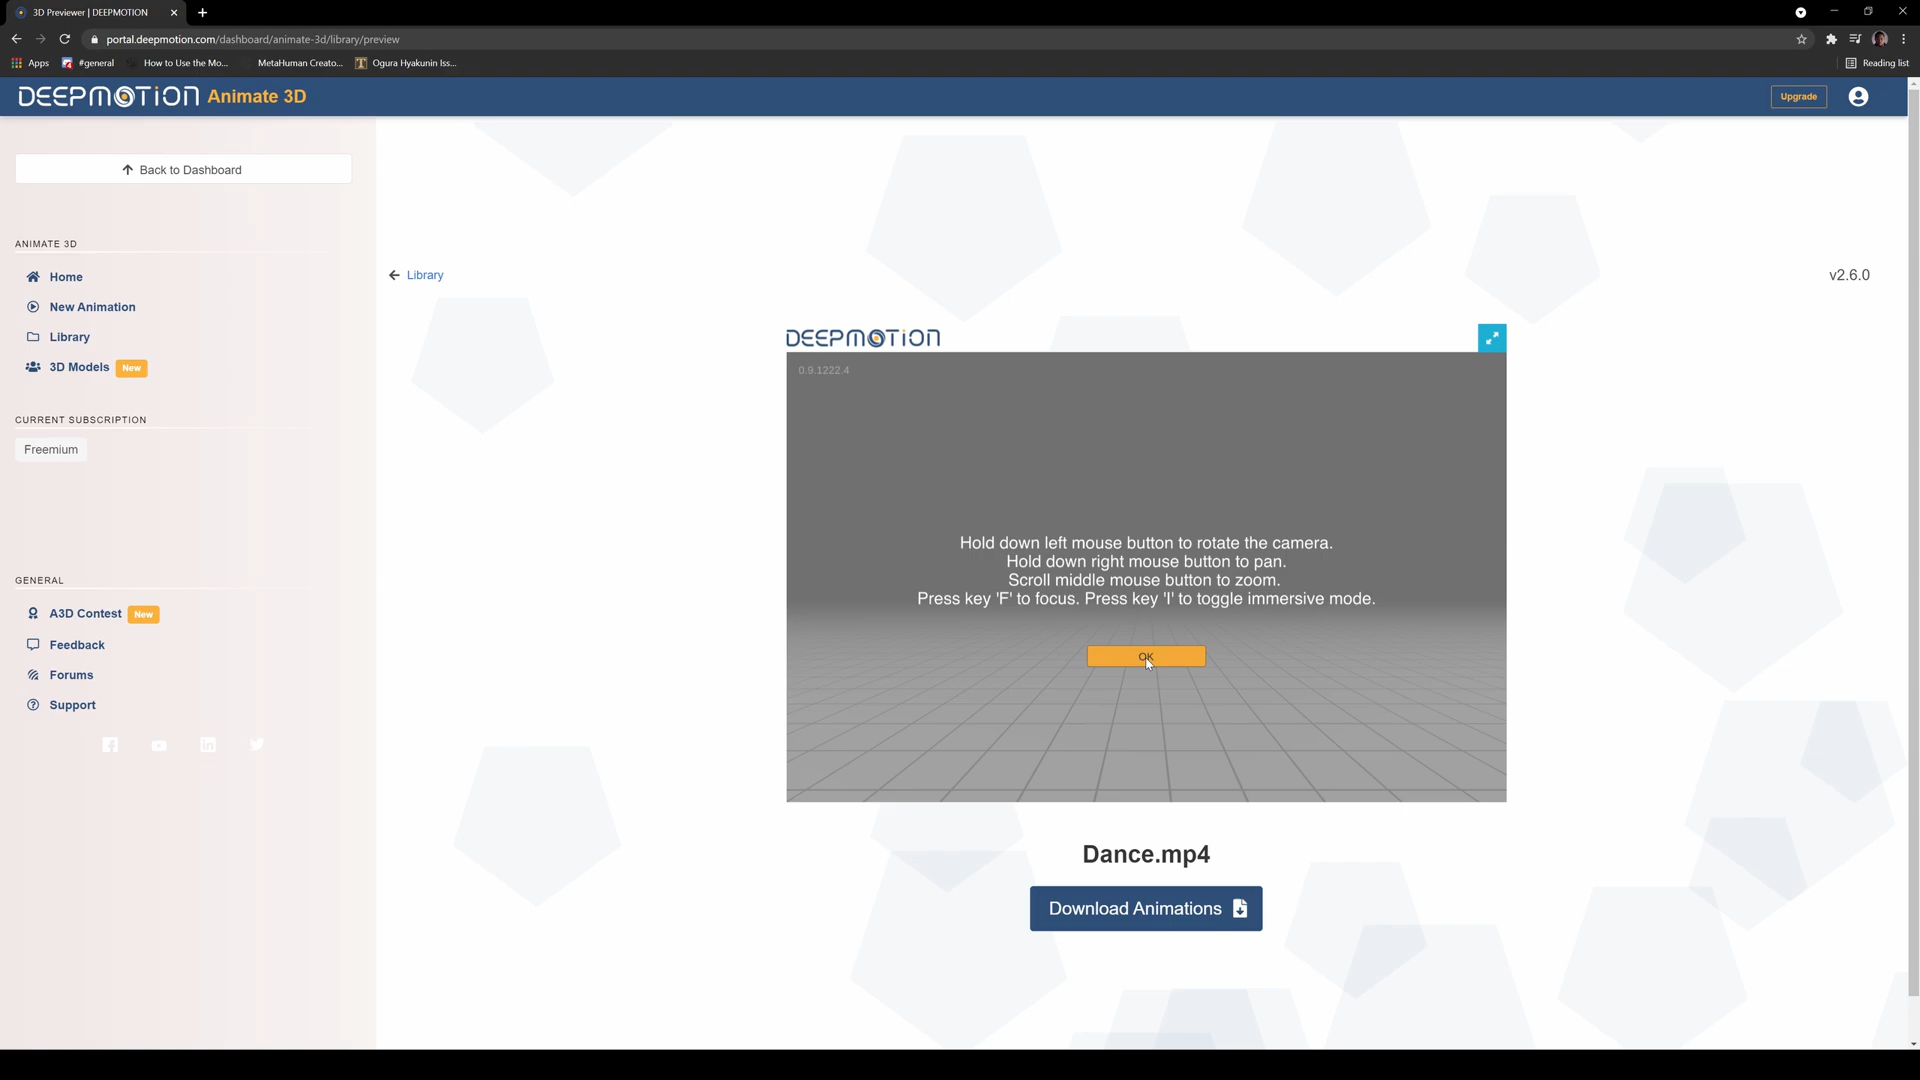 3D Previewer | DEEPMOTION
portal.deepmotion.com/dashboard/animate-3d/library/preview
Apps
#general
How to Use the Mo...
MetaHuman Creato...
Ogura Hyakunin Iss...
Reading list
DEEPMOTION Animate 3D
Upgrade
Back to Dashboard
ANIMATE 3D
Home
New Animation
Library
3D Models New
CURRENT SUBSCRIPTION
Freemium
GENERAL
A3D Contest New
Feedback
Forums
Support
Library
v2.6.0
DEEPMOTION
0.9.1222.4
Hold down left mouse button to rotate the camera.
Hold down right mouse button to pan.
Scroll middle mouse button to zoom.
Press key 'F' to focus. Press key 'I' to toggle immersive mode.
OK
Dance.mp4
Download Animations